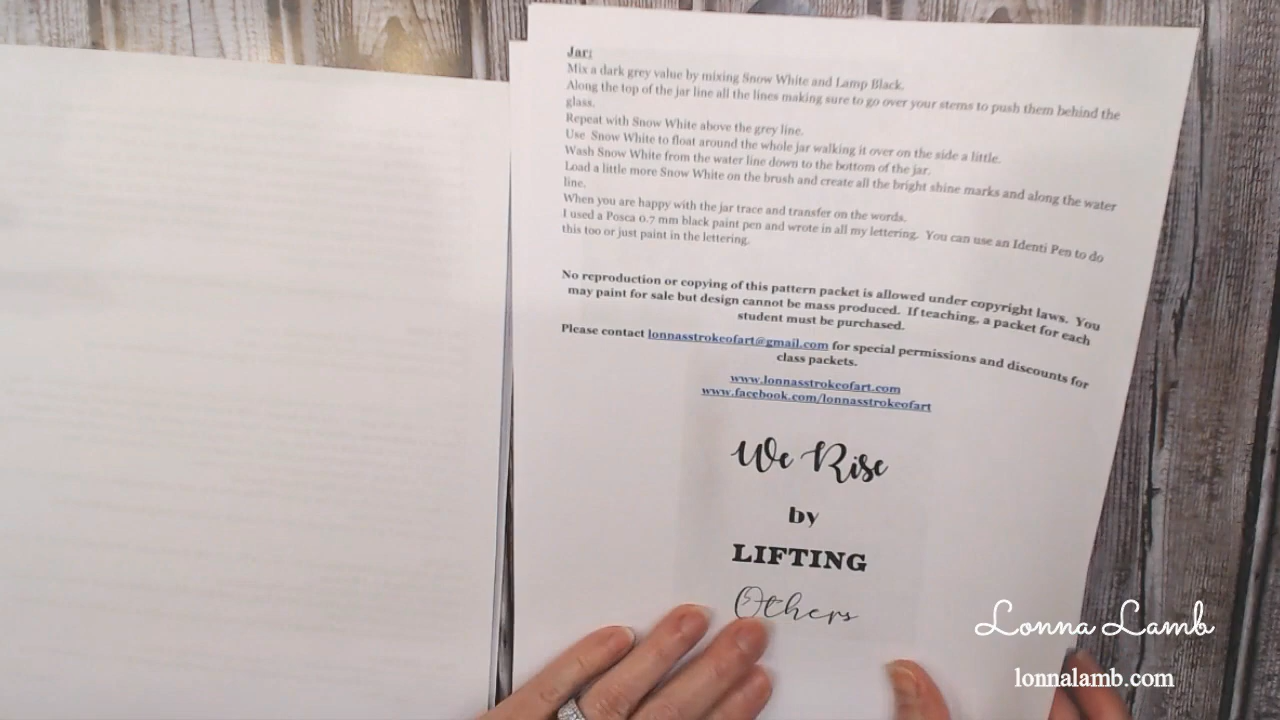 Jar:
Mix a dark grey value by mixing Snow White and Lamp Black.
Along the top of the jar line all the lines making sure to go over your stems to push them behind the
glass.
Repeat with Snow White above the grey line.
Use  Snow White to float around the whole jar walking it over on the side a little.
Wash Snow White from the water line down to the bottom of the jar.
Load a little more Snow White on the brush and create all the bright shine marks and along the water
line.
When you are happy with the jar trace and transfer on the words.
I used a Posca 0.7 mm black paint pen and wrote in all my lettering.  You can use an Identi Pen to do
this too or just paint in the lettering.
No reproduction or copying of this pattern packet is allowed under copyright laws.  You
may paint for sale but design cannot be mass produced.  If teaching, a packet for each
student must be purchased.
Please contact lonnasstrokeofart@gmail.com for special permissions and discounts for
class packets.
www.lonnasstrokeofart.com
www.facebook.com/lonnasstrokeofart
We Rise
by
LIFTING
Others
Lonna Lamb
lonnalamb.com